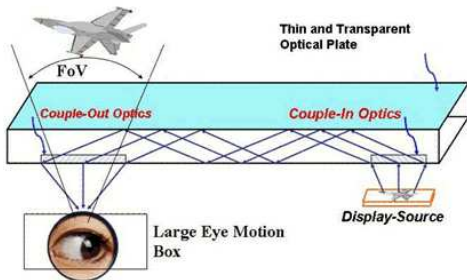 Thin and Transparent
Optical Plate
FoV
Couple-Out Optics
Couple-In Optics
Display-Source
Large Eye Motion
Box